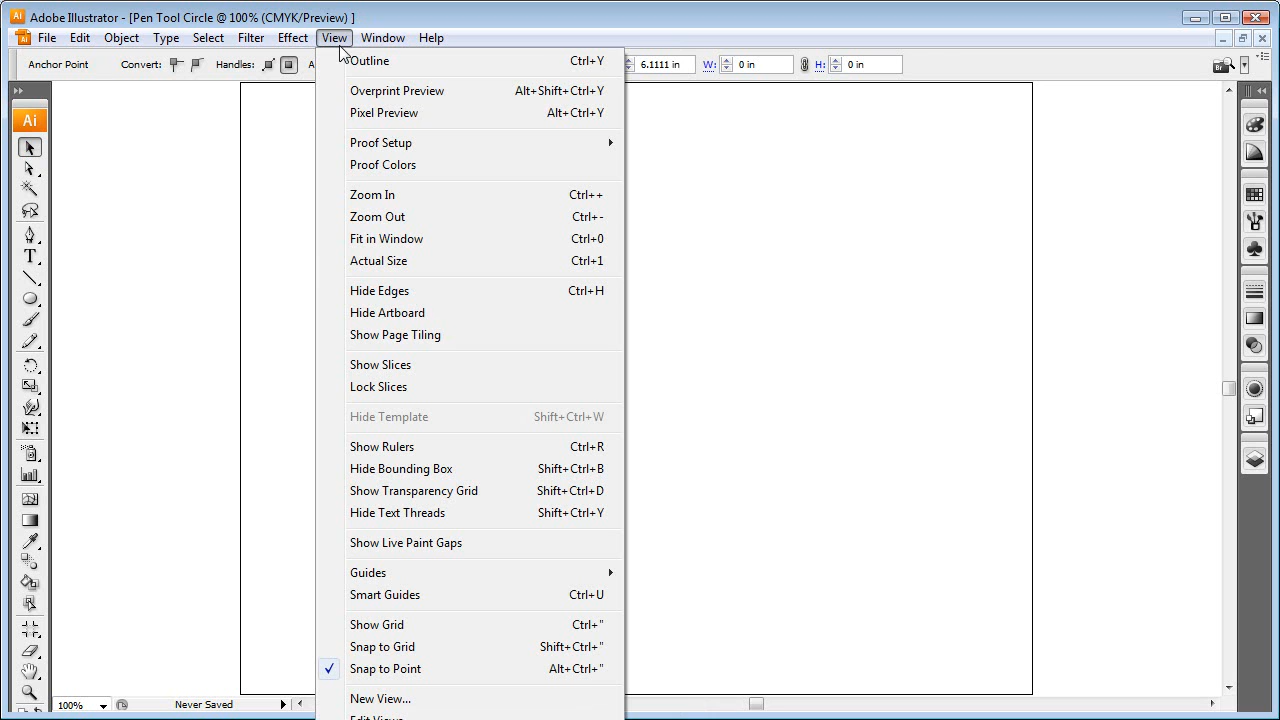 Ai Adobe Illustrator - [Pen Tool Circle @ 100% (CMYK/Preview) ]
Ai File Edit Object Type Select Filter Effect View Window Help
Anchor Point Convert: Handles: A 6.1111 in W: 0 in H: 0 in Br
Ai
Outline Ctrl+Y
Overprint Preview Alt+Shift+Ctrl+Y
Pixel Preview Alt+Ctrl+Y
Proof Setup
Proof Colors
Zoom In Ctrl++
Zoom Out Ctrl+-
Fit in Window Ctrl+0
Actual Size Ctrl+1
Hide Edges Ctrl+H
Hide Artboard
Show Page Tiling
Show Slices
Lock Slices
Hide Template Shift+Ctrl+W
Show Rulers Ctrl+R
Hide Bounding Box Shift+Ctrl+B
Show Transparency Grid Shift+Ctrl+D
Hide Text Threads Shift+Ctrl+Y
Show Live Paint Gaps
Guides
Smart Guides Ctrl+U
Show Grid Ctrl+"
Snap to Grid Shift+Ctrl+"
Snap to Point Alt+Ctrl+"
New View...
Edit Views...
100% Never Saved